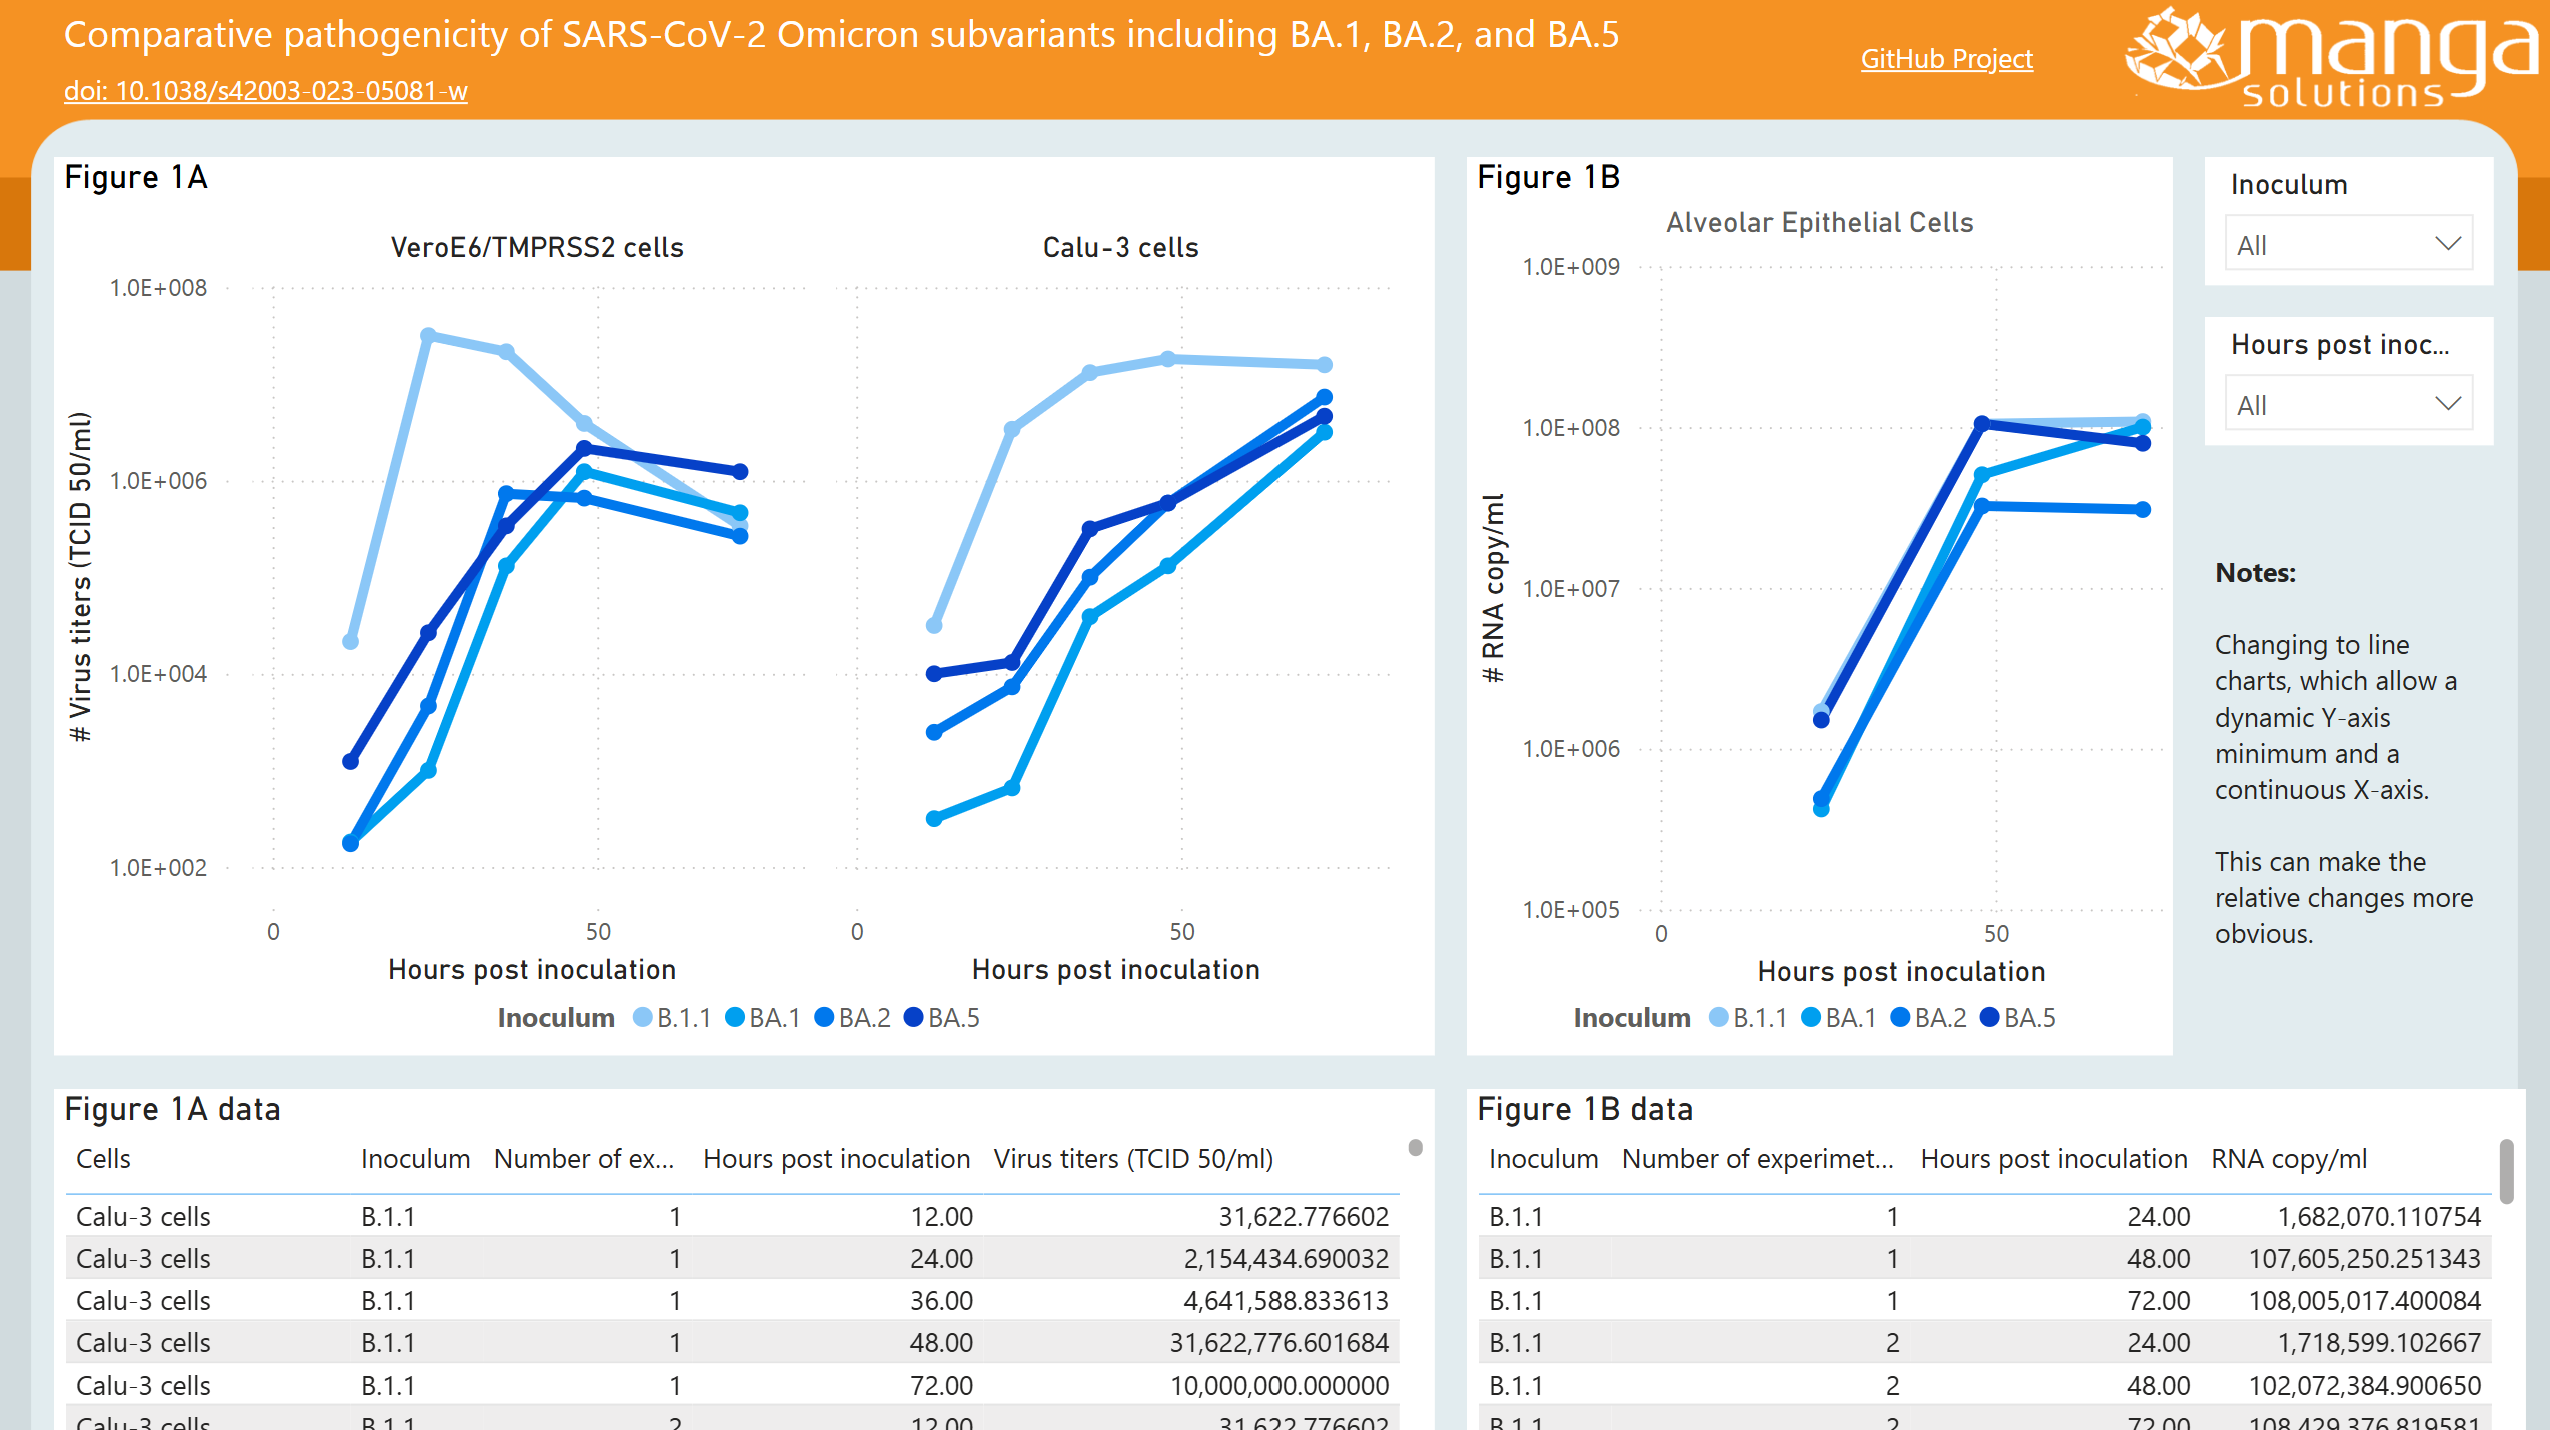 Comparative pathogenicity of SARS-CoV-2 Omicron subvariants including BA.1, BA.2, and BA.5
doi: 10.1038/s42003-023-05081-w
GitHub Project
manga
solutions
Figure 1A
VeroE6/TMPRSS2 cells
Calu-3 cells
# Virus titers (TCID 50/ml)
1.0E+008
1.0E+006
1.0E+004
1.0E+002
0 50 0 50
Hours post inoculation Hours post inoculation
Inoculum B.1.1 BA.1 BA.2 BA.5
Figure 1B
Alveolar Epithelial Cells
# RNA copy/ml
1.0E+009
1.0E+008
1.0E+007
1.0E+006
1.0E+005
0 50
Hours post inoculation
Inoculum B.1.1 BA.1 BA.2 BA.5
Inoculum
All
Hours post inoc...
All
Notes:
Changing to line
charts, which allow a
dynamic Y-axis
minimum and a
continuous X-axis.
This can make the
relative changes more
obvious.
Figure 1A data
Cells Inoculum Number of ex... Hours post inoculation Virus titers (TCID 50/ml)
Calu-3 cells B.1.1 1 12.00 31,622.776602
Calu-3 cells B.1.1 1 24.00 2,154,434.690032
Calu-3 cells B.1.1 1 36.00 4,641,588.833613
Calu-3 cells B.1.1 1 48.00 31,622,776.601684
Calu-3 cells B.1.1 1 72.00 10,000,000.000000
Calu-3 cells B.1.1 2 12.00 31,622.776602
Figure 1B data
Inoculum Number of experimet... Hours post inoculation RNA copy/ml
B.1.1 1 24.00 1,682,070.110754
B.1.1 1 48.00 107,605,250.251343
B.1.1 1 72.00 108,005,017.400084
B.1.1 2 24.00 1,718,599.102667
B.1.1 2 48.00 102,072,384.900650
B.1.1 2 72.00 108,429,376.819581